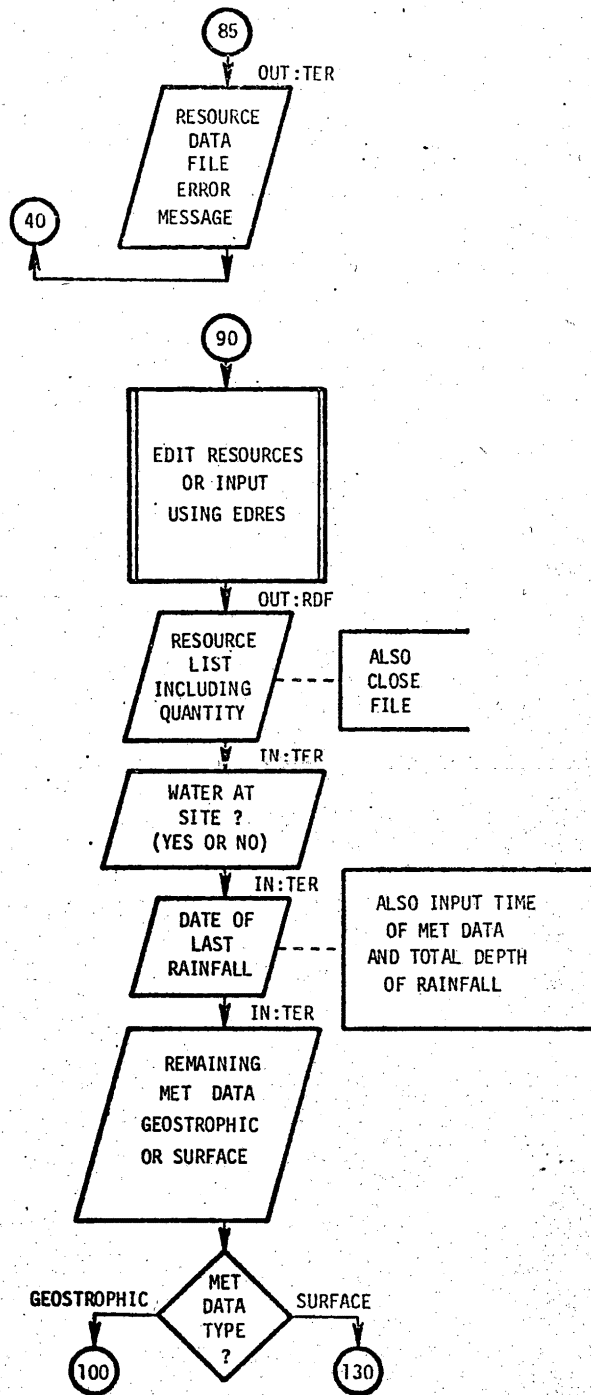 85
OUT:TER
RESOURCE
DATA
FILE
ERROR
MESSAGE
40
90
EDIT RESOURCES
OR INPUT
USING EDRES
OUT:RDF
RESOURCE
LIST
INCLUDING
QUANTITY
ALSO
CLOSE
FILE
IN:TER
WATER AT
SITE ?
(YES OR NO)
IN:TER
DATE OF
LAST
RAINFALL
ALSO INPUT TIME
OF MET DATA
AND TOTAL DEPTH
OF RAINFALL
IN:TER
REMAINING
MET DATA
GEOSTROPHIC
OR SURFACE
MET
DATA
TYPE
?
GEOSTROPHIC
SURFACE
100
130